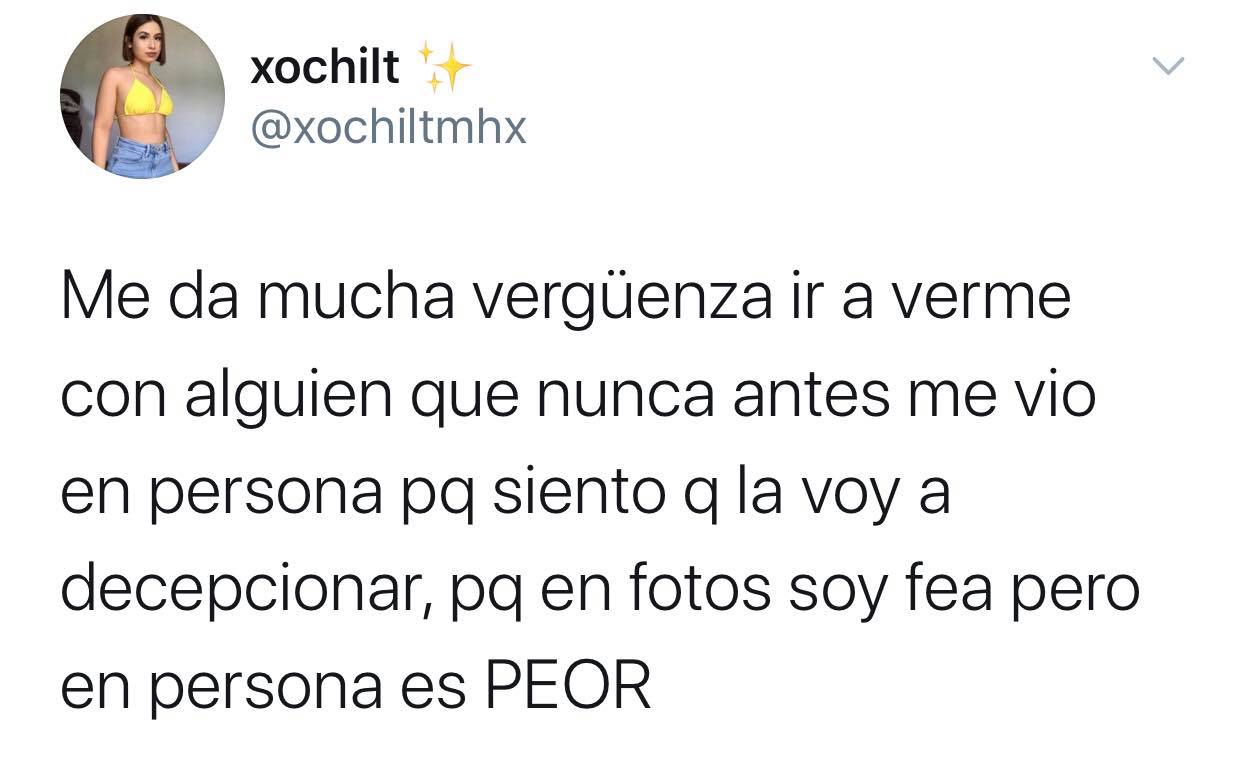 xochilt ✨
@xochiltmhx
Me da mucha vergüenza ir a verme
con alguien que nunca antes me vio
en persona pq siento q la voy a
decepcionar, pq en fotos soy fea pero
en persona es PEOR